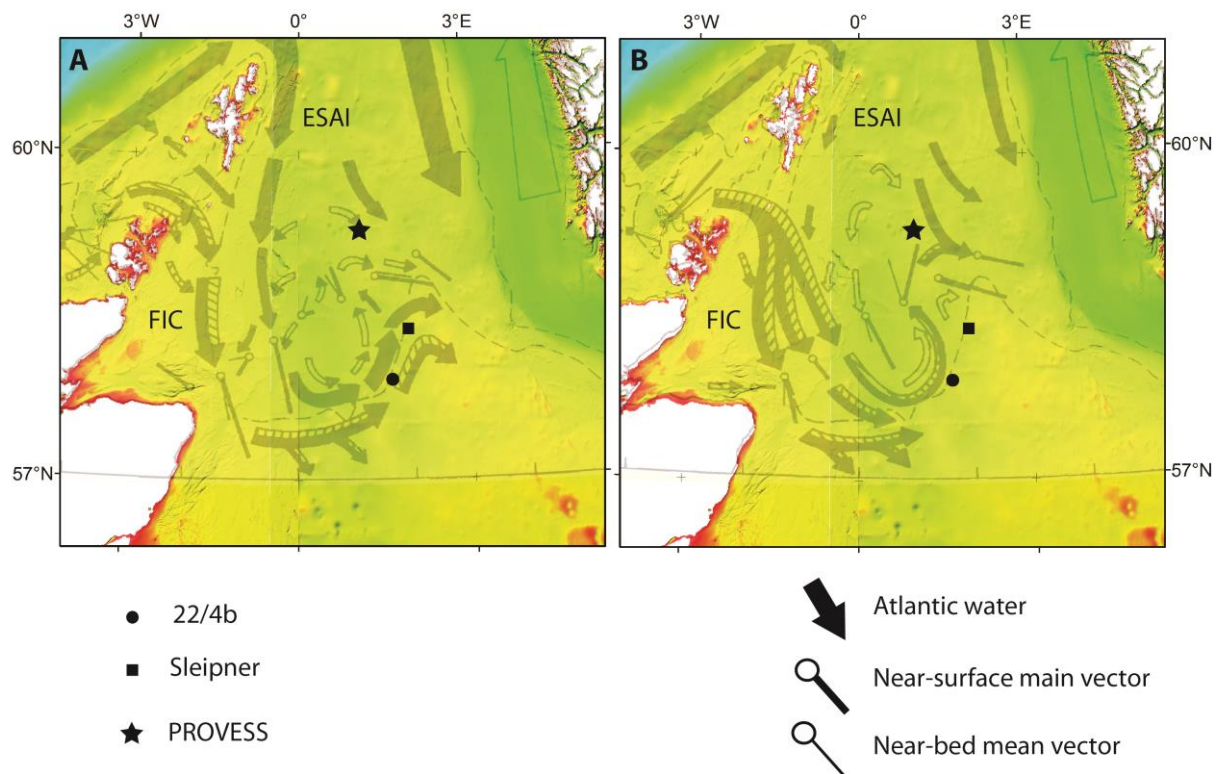 3°W 0° 3°E 3°W 0° 3°E
A B
ESAI ESAI
60°N 60°N
FIC FIC
57°N 57°N
22/4b
Sleipner
PROVESS
Atlantic water
Near-surface main vector
Near-bed mean vector